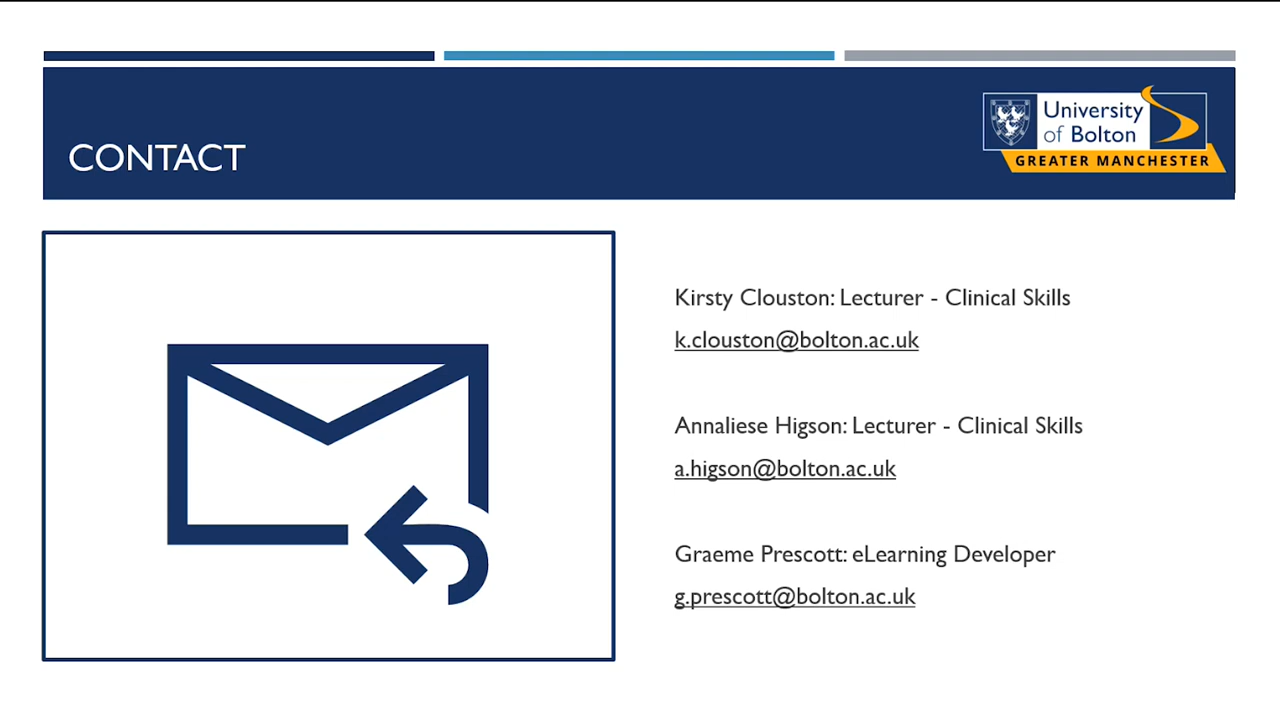 CONTACT
University
of Bolton
GREATER MANCHESTER
Kirsty Clouston: Lecturer - Clinical Skills
k.clouston@bolton.ac.uk
Annaliese Higson: Lecturer - Clinical Skills
a.higson@bolton.ac.uk
Graeme Prescott: eLearning Developer
g.prescott@bolton.ac.uk